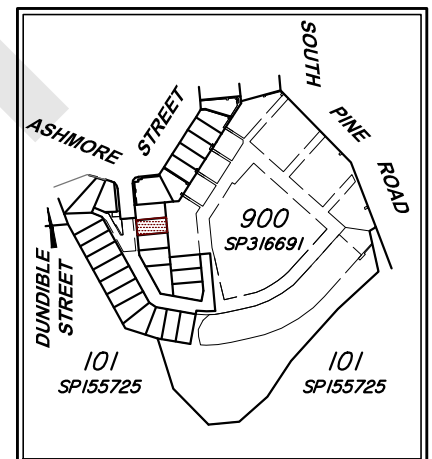 SOUTH
PINE
ROAD
ASHMORE
STREET
900
SP316691
DUNDIBLE
STREET
101
SP155725
101
SP155725